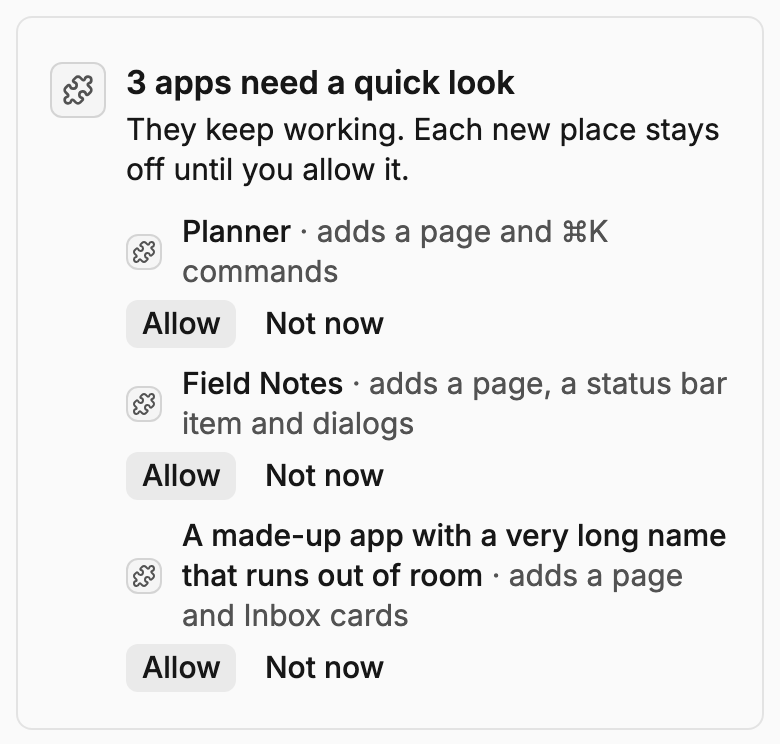 3 apps need a quick look
They keep working. Each new place stays
off until you allow it.
Planner · adds a page and ⌘K
commands
Allow Not now
Field Notes · adds a page, a status bar
item and dialogs
Allow Not now
A made-up app with a very long name
that runs out of room · adds a page
and Inbox cards
Allow Not now